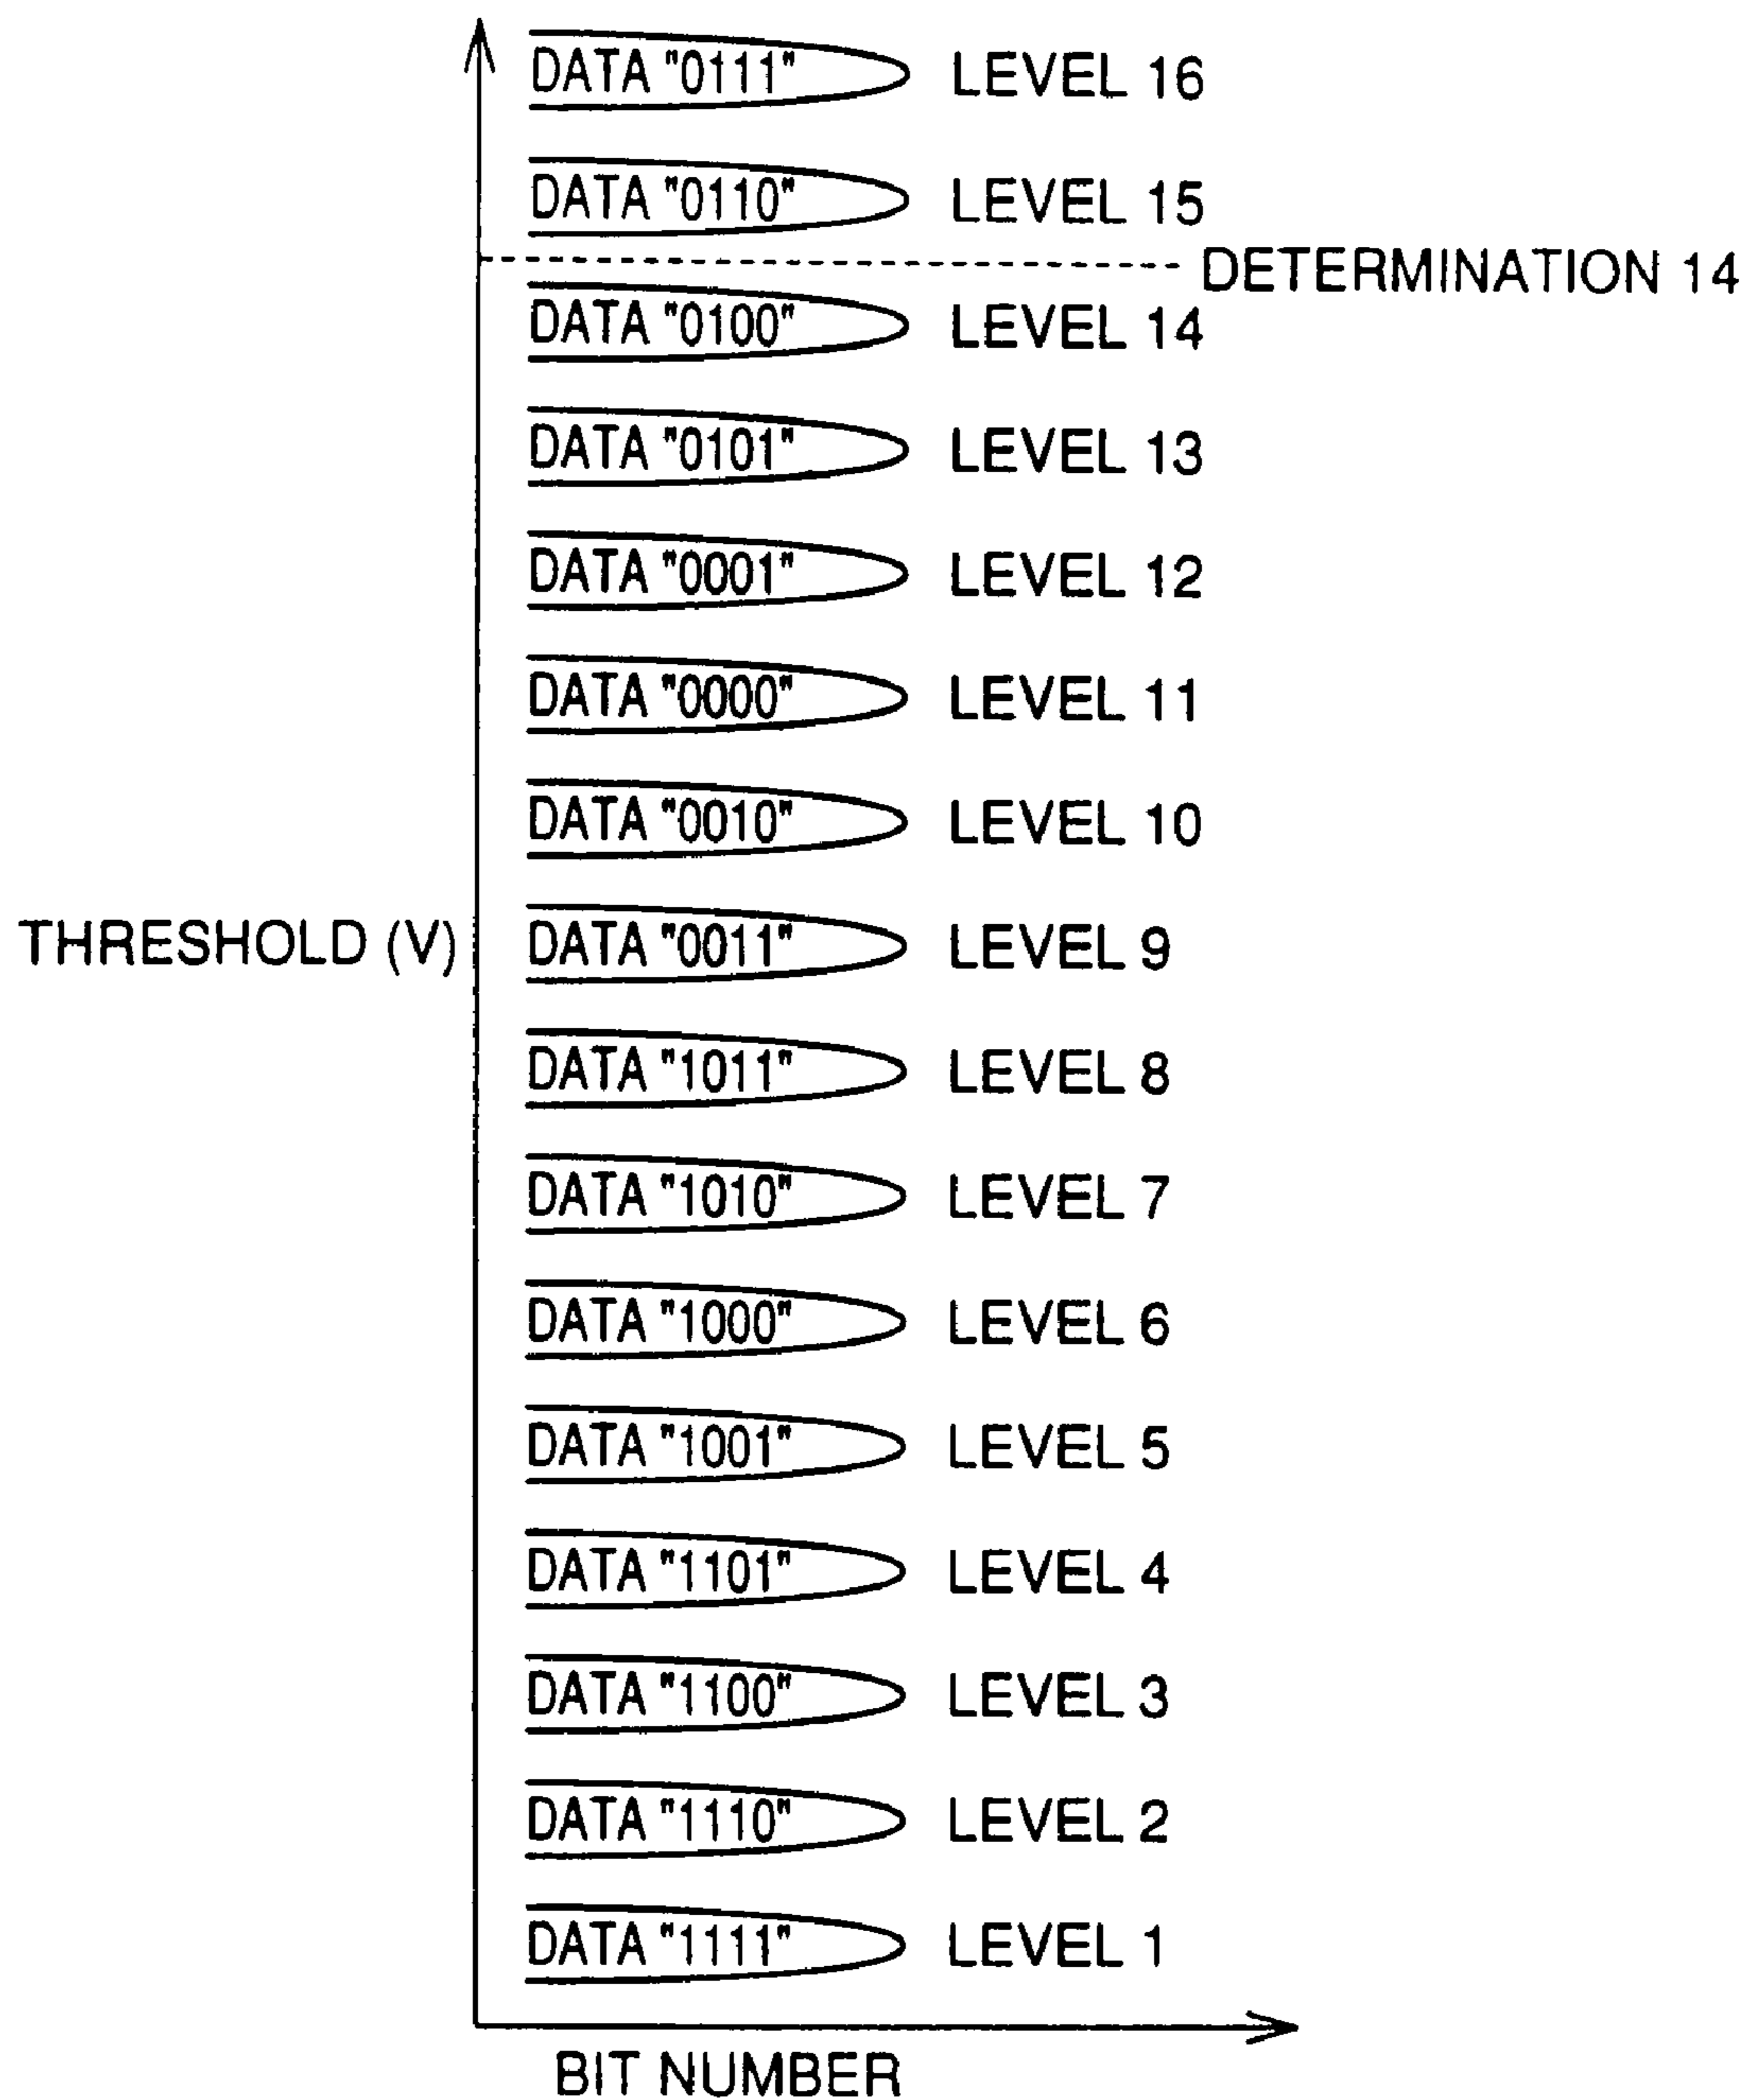 DATA "0111" LEVEL 16
DATA "0110" LEVEL 15
DETERMINATION 14
DATA "0100" LEVEL 14
DATA "0101" LEVEL 13
DATA "0001" LEVEL 12
DATA "0000" LEVEL 11
DATA "0010" LEVEL 10
THRESHOLD (V)
DATA "0011" LEVEL 9
DATA "1011" LEVEL 8
DATA "1010" LEVEL 7
DATA "1000" LEVEL 6
DATA "1001" LEVEL 5
DATA "1101" LEVEL 4
DATA "1100" LEVEL 3
DATA "1110" LEVEL 2
DATA "1111" LEVEL 1
BIT NUMBER